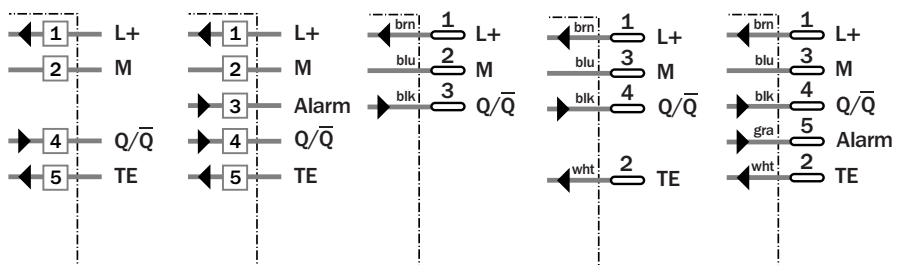 1 L+
2 M
4 Q/Q̅
5 TE
1 L+
2 M
3 Alarm
4 Q/Q̅
5 TE
brn 1 L+
blu 2 M
blk 3 Q/Q̅
brn 1 L+
blu 3 M
blk 4 Q/Q̅
wht 2 TE
brn 1 L+
blu 3 M
blk 4 Q/Q̅
gra 5 Alarm
wht 2 TE